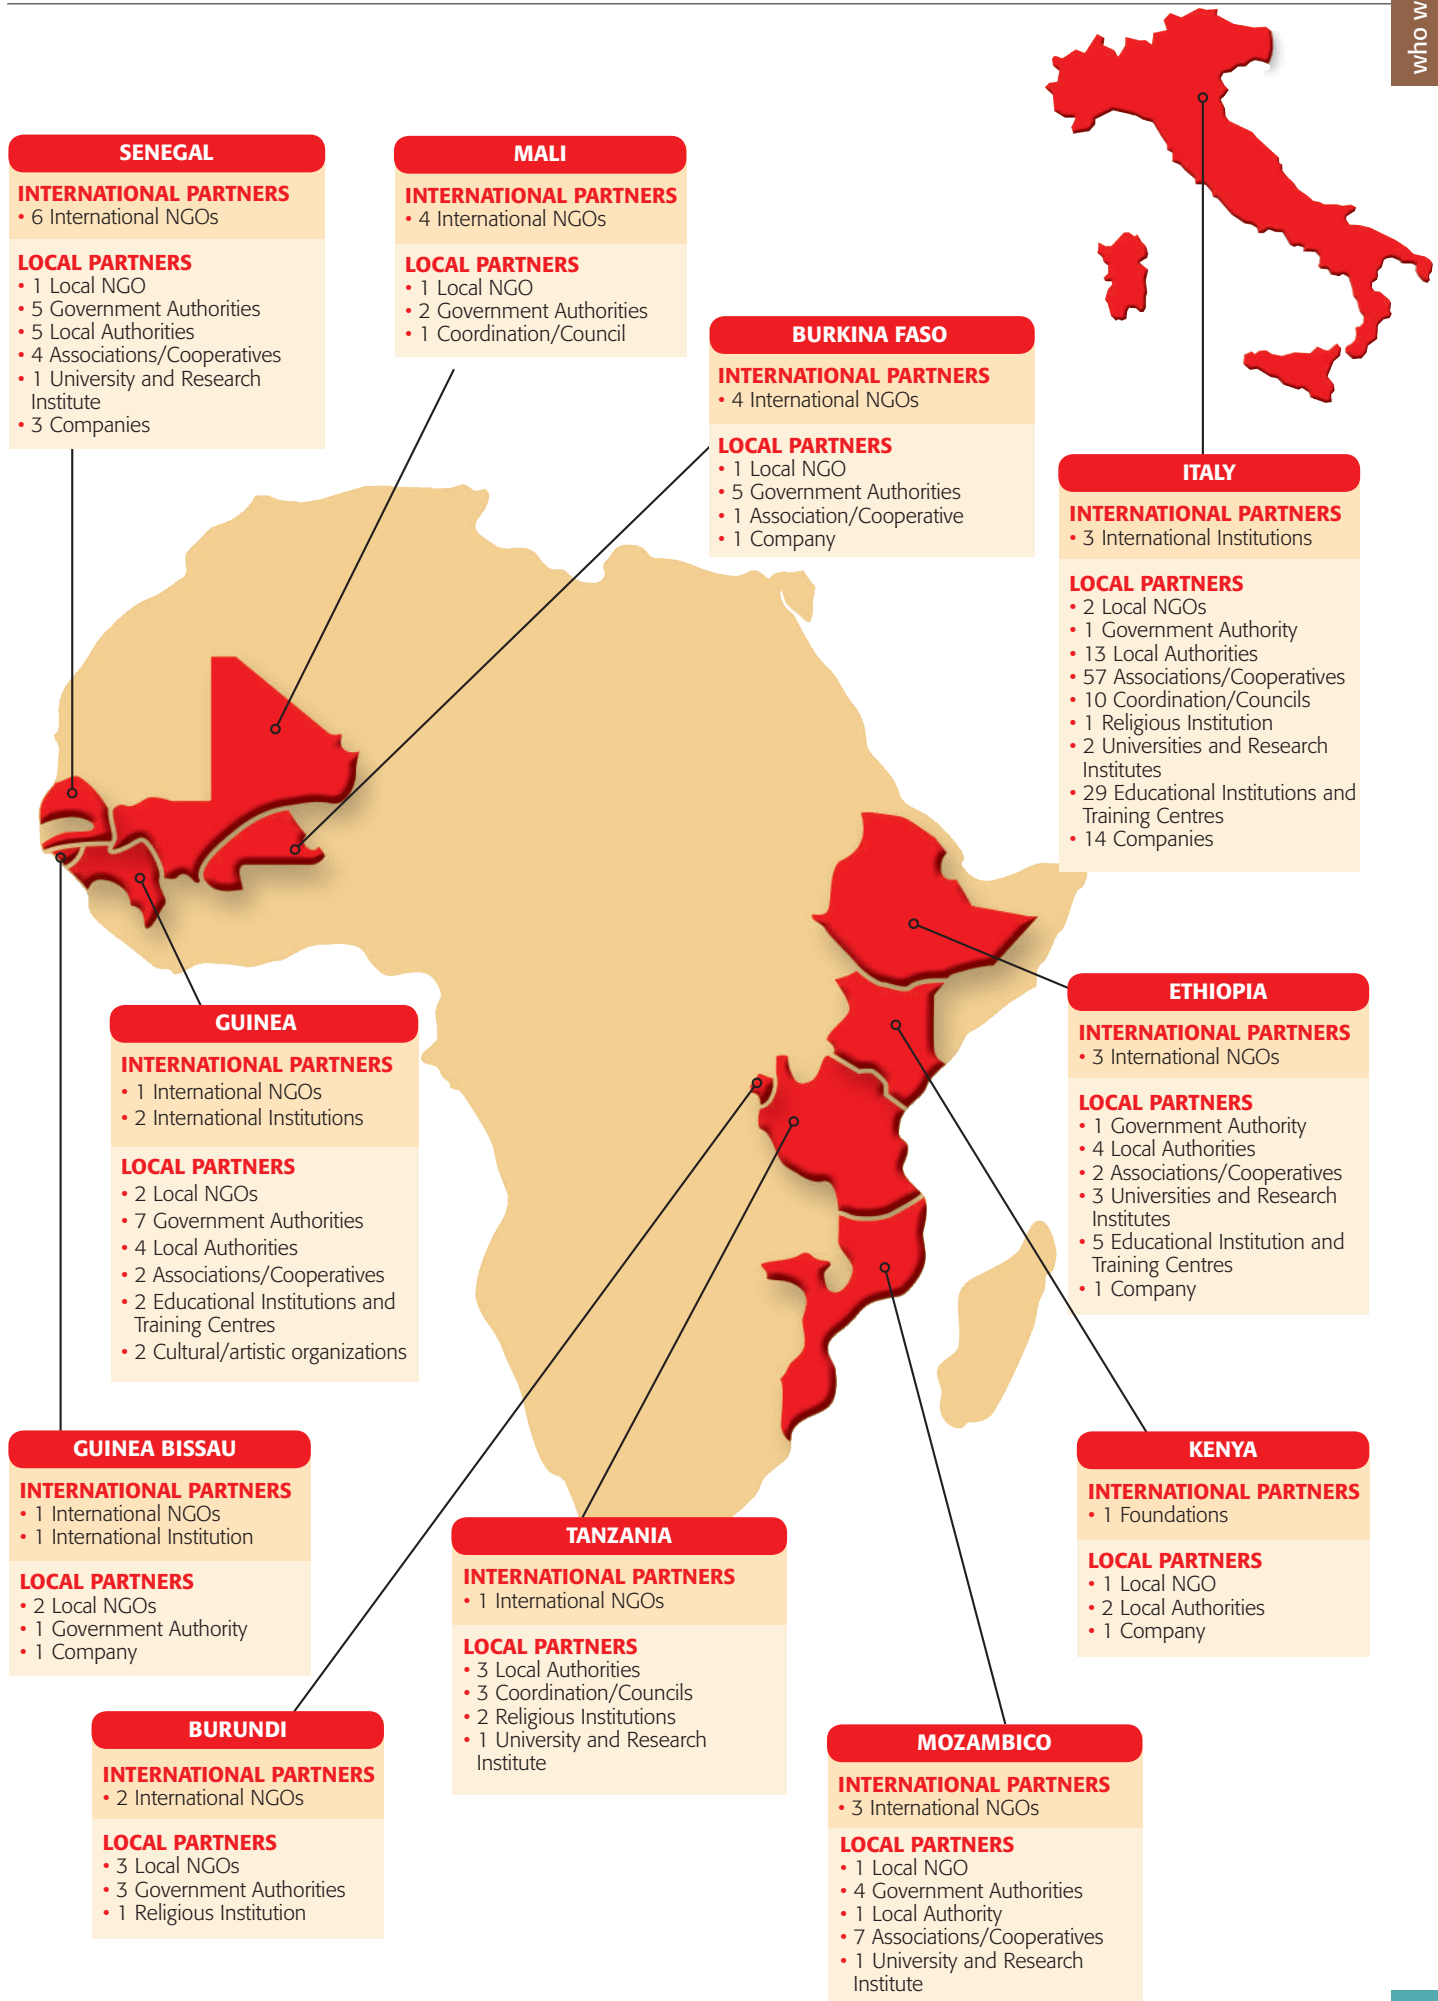 who w
SENEGAL
INTERNATIONAL PARTNERS
• 6 International NGOs
LOCAL PARTNERS
• 1 Local NGO
• 5 Government Authorities
• 5 Local Authorities
• 4 Associations/Cooperatives
• 1 University and Research
Institute
• 3 Companies
MALI
INTERNATIONAL PARTNERS
• 4 International NGOs
LOCAL PARTNERS
• 1 Local NGO
• 2 Government Authorities
• 1 Coordination/Council
BURKINA FASO
INTERNATIONAL PARTNERS
• 4 International NGOs
LOCAL PARTNERS
• 1 Local NGO
• 5 Government Authorities
• 1 Association/Cooperative
• 1 Company
ITALY
INTERNATIONAL PARTNERS
• 3 International Institutions
LOCAL PARTNERS
• 2 Local NGOs
• 1 Government Authority
• 13 Local Authorities
• 57 Associations/Cooperatives
• 10 Coordination/Councils
• 1 Religious Institution
• 2 Universities and Research
Institutes
• 29 Educational Institutions and
Training Centres
• 14 Companies
GUINEA
INTERNATIONAL PARTNERS
• 1 International NGOs
• 2 International Institutions
LOCAL PARTNERS
• 2 Local NGOs
• 7 Government Authorities
• 4 Local Authorities
• 2 Associations/Cooperatives
• 2 Educational Institutions and
Training Centres
• 2 Cultural/artistic organizations
ETHIOPIA
INTERNATIONAL PARTNERS
• 3 International NGOs
LOCAL PARTNERS
• 1 Government Authority
• 4 Local Authorities
• 2 Associations/Cooperatives
• 3 Universities and Research
Institutes
• 5 Educational Institution and
Training Centres
• 1 Company
GUINEA BISSAU
INTERNATIONAL PARTNERS
• 1 International NGOs
• 1 International Institution
LOCAL PARTNERS
• 2 Local NGOs
• 1 Government Authority
• 1 Company
KENYA
INTERNATIONAL PARTNERS
• 1 Foundations
LOCAL PARTNERS
• 1 Local NGO
• 2 Local Authorities
• 1 Company
TANZANIA
INTERNATIONAL PARTNERS
• 1 International NGOs
LOCAL PARTNERS
• 3 Local Authorities
• 3 Coordination/Councils
• 2 Religious Institutions
• 1 University and Research
Institute
BURUNDI
INTERNATIONAL PARTNERS
• 2 International NGOs
LOCAL PARTNERS
• 3 Local NGOs
• 3 Government Authorities
• 1 Religious Institution
MOZAMBICO
INTERNATIONAL PARTNERS
• 3 International NGOs
LOCAL PARTNERS
• 1 Local NGO
• 4 Government Authorities
• 1 Local Authority
• 7 Associations/Cooperatives
• 1 University and Research
Institute